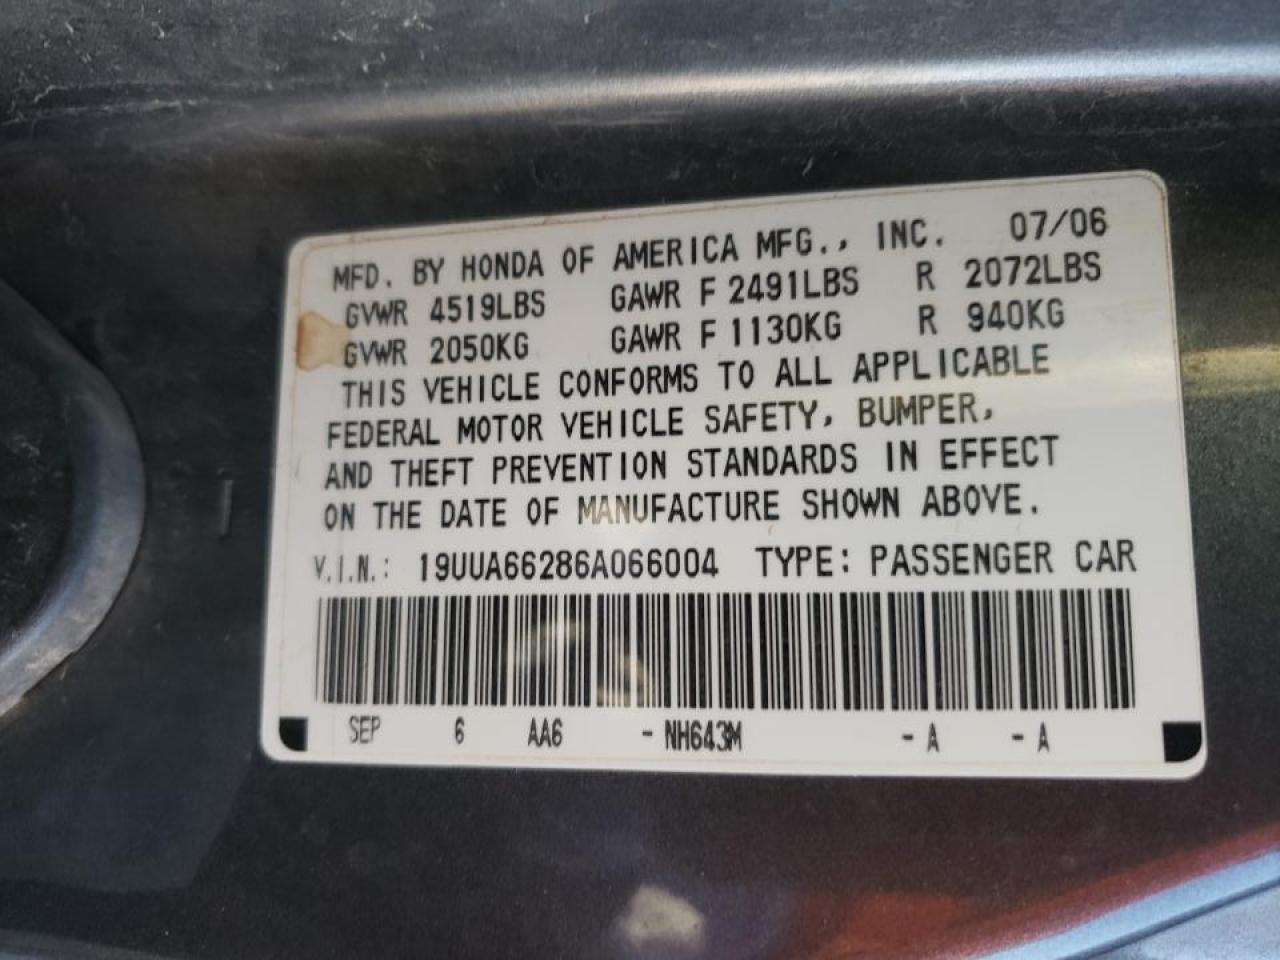 MFD. BY HONDA OF AMERICA MFG., INC. 07/06
GVWR 4519LBS GAWR F 2491LBS R 2072LBS
GVWR 2050KG GAWR F 1130KG R 940KG
THIS VEHICLE CONFORMS TO ALL APPLICABLE
FEDERAL MOTOR VEHICLE SAFETY, BUMPER,
AND THEFT PREVENTION STANDARDS IN EFFECT
ON THE DATE OF MANUFACTURE SHOWN ABOVE.
V.I.N.: 19UUA66286A066004 TYPE: PASSENGER CAR
SEP 6 AA6 - NH643M - A - A